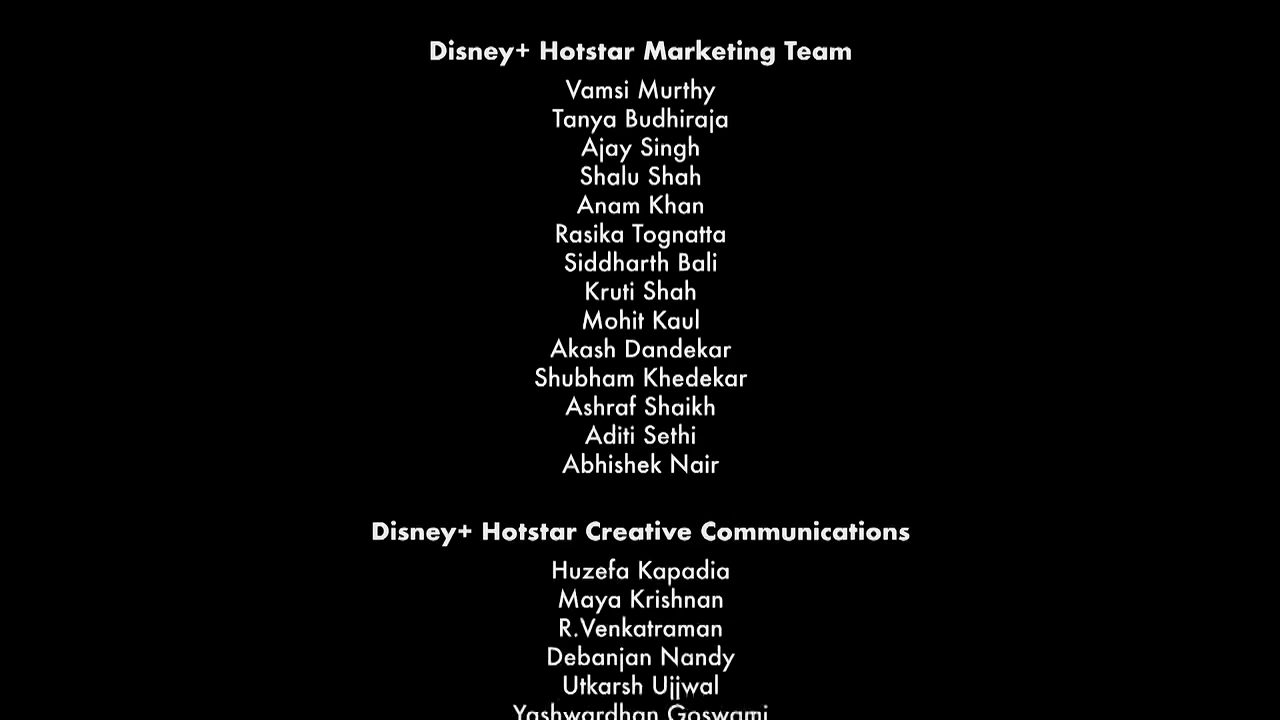 Disney+ Hotstar Marketing Team
Vamsi Murthy
Tanya Budhiraja
Ajay Singh
Shalu Shah
Anam Khan
Rasika Tognatta
Siddharth Bali
Kruti Shah
Mohit Kaul
Akash Dandekar
Shubham Khedekar
Ashraf Shaikh
Aditi Sethi
Abhishek Nair
Disney+ Hotstar Creative Communications
Huzefa Kapadia
Maya Krishnan
R.Venkatraman
Debanjan Nandy
Utkarsh Ujjwal
Yashwardhan Goswami